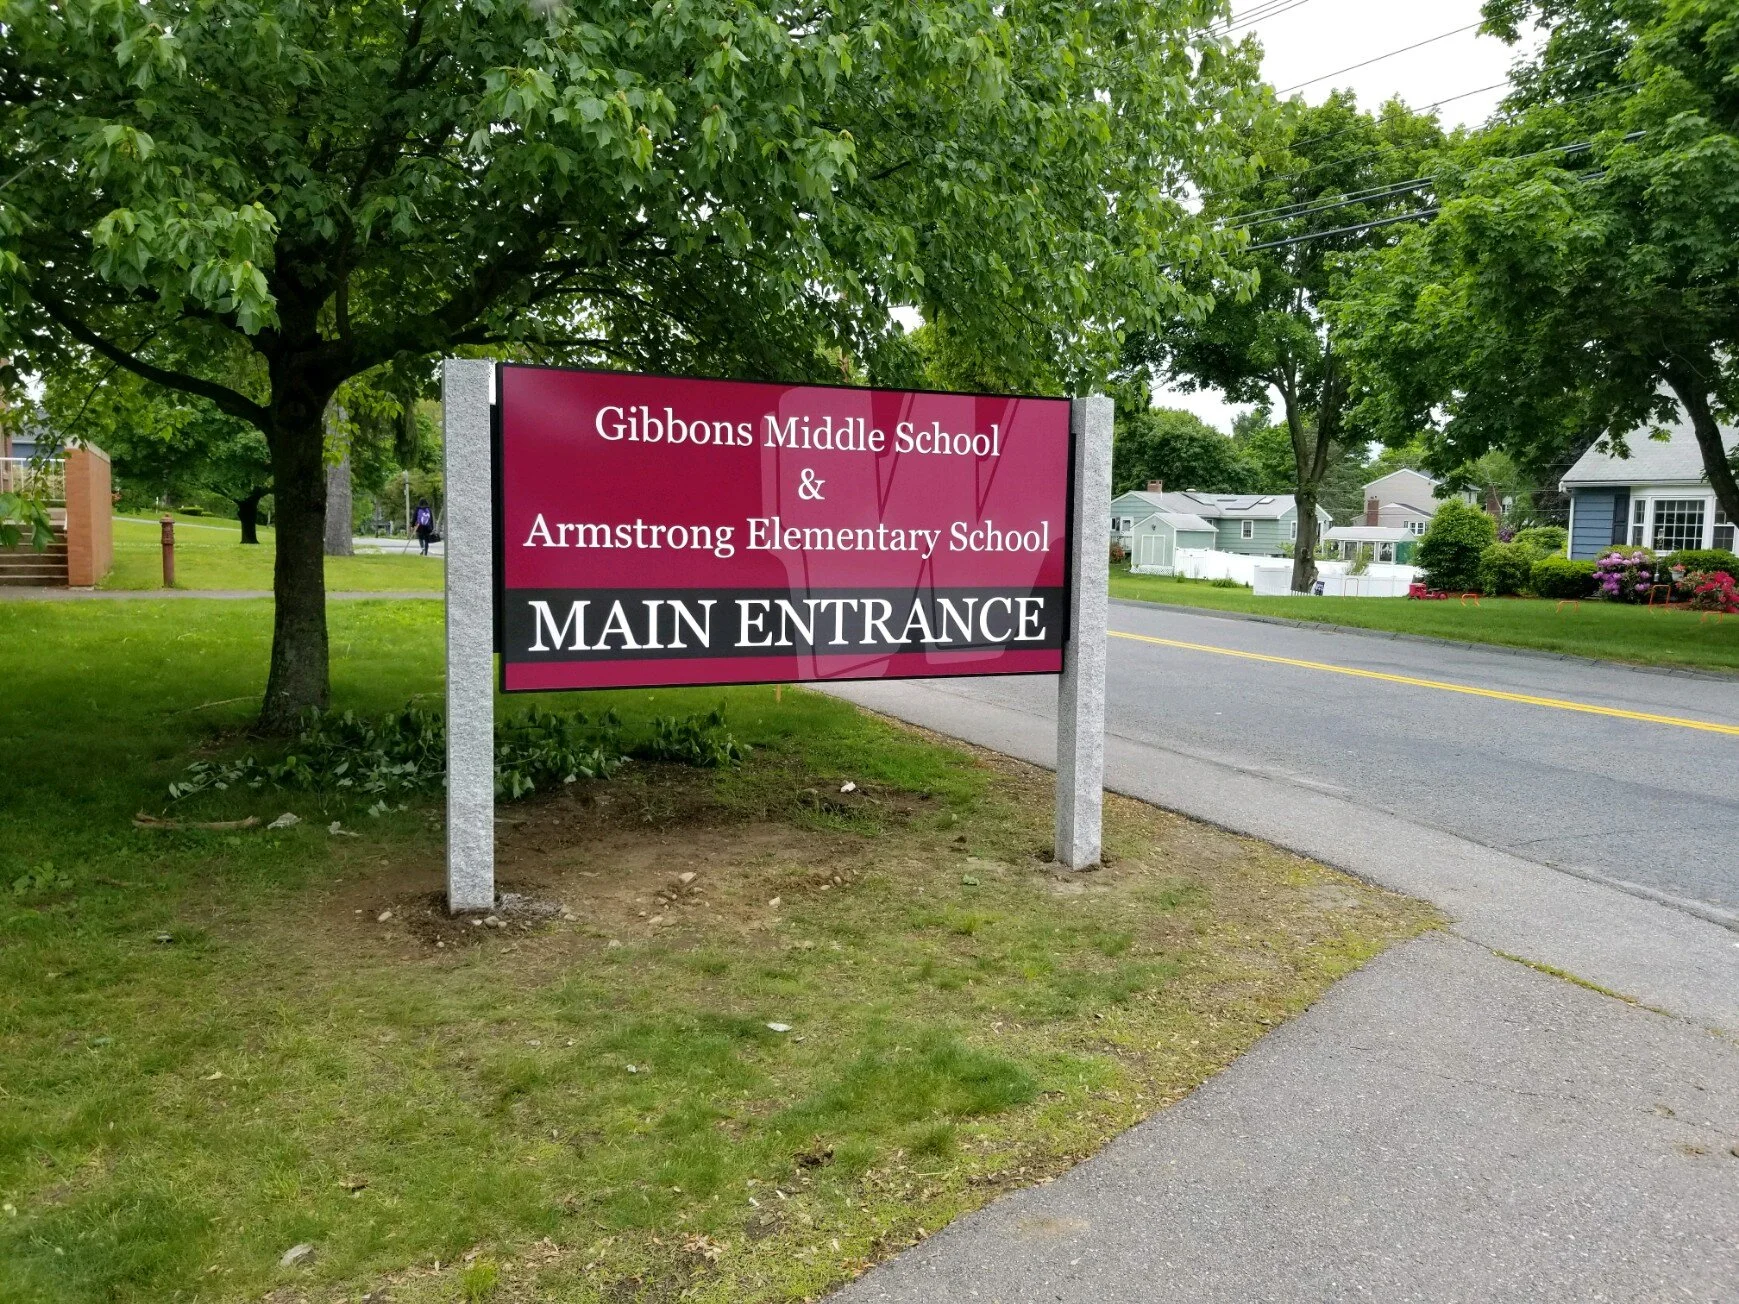 Gibbons Middle School
&
Armstrong Elementary School
MAIN ENTRANCE